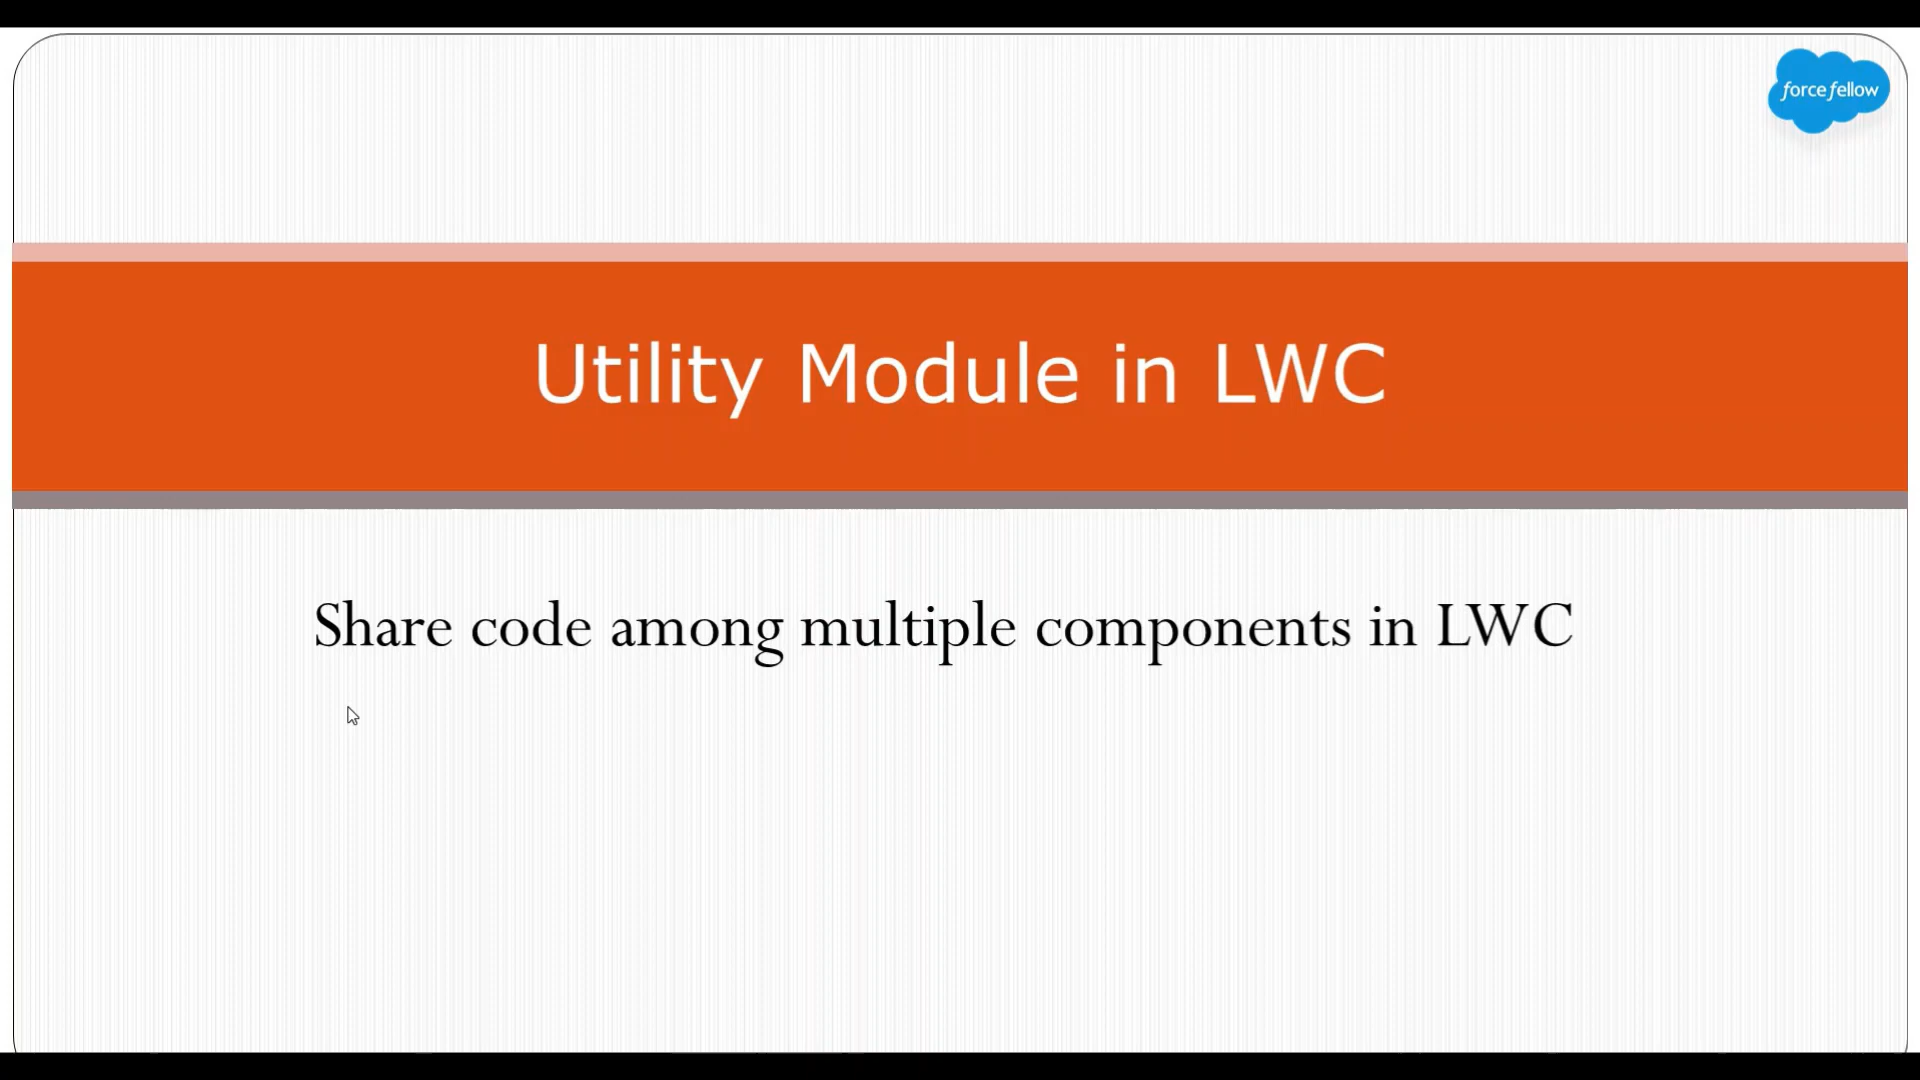 force fellow
Utility Module in LWC
Share code among multiple components in LWC